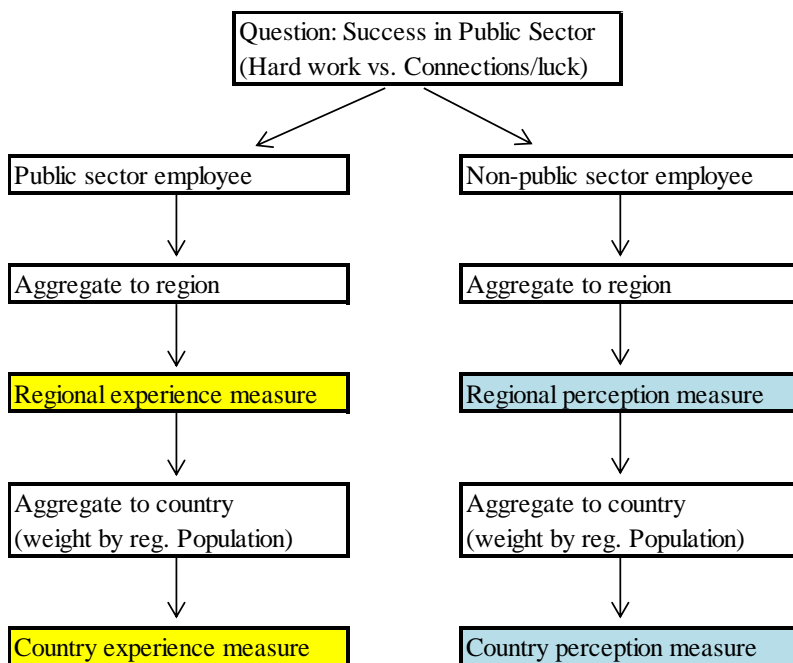 Question: Success in Public Sector
(Hard work vs. Connections/luck)
Public sector employee
Non-public sector employee
Aggregate to region
Aggregate to region
Regional experience measure
Regional perception measure
Aggregate to country
(weight by reg. Population)
Aggregate to country
(weight by reg. Population)
Country experience measure
Country perception measure